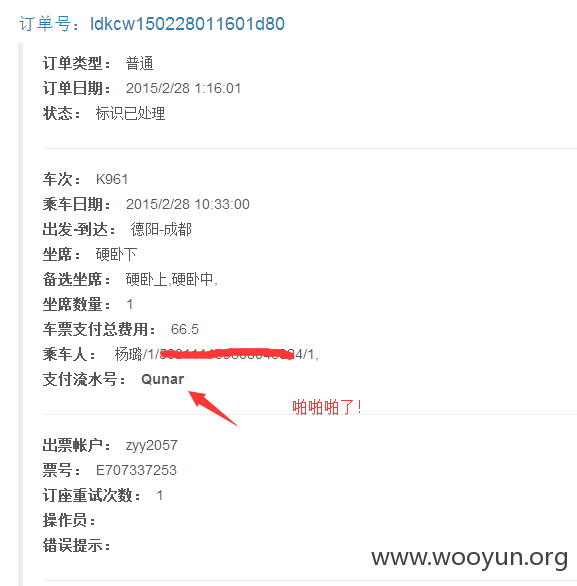 订单号：ldkcw150228011601d80
订单类型： 普通
订单日期： 2015/2/28 1:16:01
状态： 标识已处理
车次： K961
乘车日期： 2015/2/28 10:33:00
出发-到达： 德阳-成都
坐席： 硬卧下
备选坐席： 硬卧上,硬卧中,
坐席数量： 1
车票支付总费用： 66.5
乘车人： 杨璐/1/4/1,
支付流水号： Qunar
啪啪啪了!
出票帐户： zyy2057
票号： E707337253
订座重试次数： 1
操作员：
错误提示：
www.wooyun.org